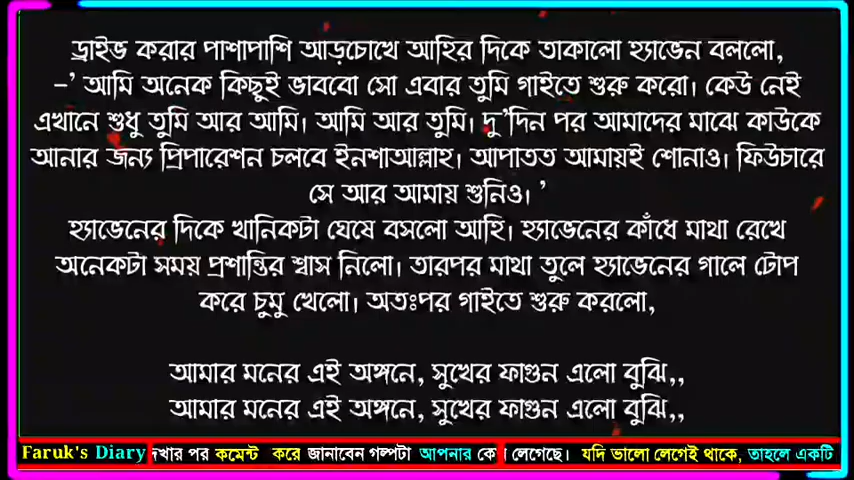 ড্রাইভ করার পাশাপাশি আড়চোখে আহির দিকে তাকালো হ্যাভেন বললো,
-' আমি অনেক কিছুই ভাববো সো এবার তুমি গাইতে শুরু করো। কেউ নেই
এখানে শুধু তুমি আর আমি। আমি আর তুমি। দু'দিন পর আমাদের মাঝে কাউকে
আনার জন্য প্রিপারেশন চলবে ইনশাআল্লাহ। আপাতত আমায়ই শোনাও। ফিউচারে
সে আর আমায় শুনিও। '
হ্যাভেনের দিকে খানিকটা ঘেষে বসলো আহি। হ্যাভেনের কাঁধে মাথা রেখে
অনেকটা সময় প্রশান্তির শ্বাস নিলো। তারপর মাথা তুলে হ্যাভেনের গালে টোপ
করে চুমু খেলো। অতঃপর গাইতে শুরু করলো,
আমার মনের এই অঙ্গনে, সুখের ফাগুন এলো বুঝি,,
আমার মনের এই অঙ্গনে, সুখের ফাগুন এলো বুঝি,,
Faruk's Diary দেখার পর কমেন্ট করে জানাবেন গল্পটা আপনার লেগেছে। যদি ভালো লেগেই থাকে, তাহলে একটি